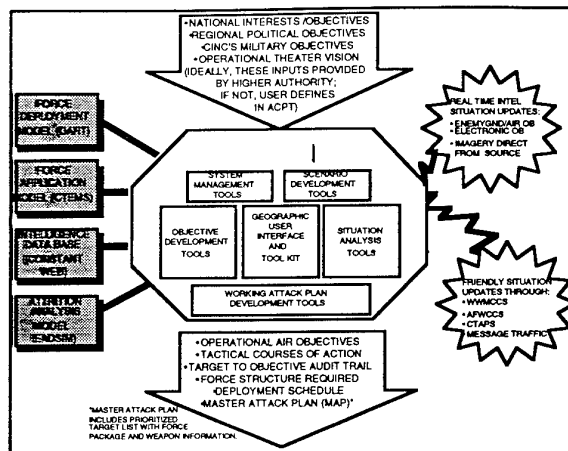 •NATIONAL INTERESTS /OBJECTIVES
•REGIONAL POLITICAL OBJECTIVES
•CINC'S MILITARY OBJECTIVES
•OPERATIONAL THEATER VISION
(IDEALLY, THESE INPUTS PROVIDED
BY HIGHER AUTHORITY;
IF NOT, USER DEFINES
IN ACPT)
FORCE
DEPLOYMENT
MODEL (DART)
FORCE
APPLICATION
MODEL (CTEMS)
INTELLIGENCE
DATA BASE
(CONSTANT
WEB)
ATTRITION
ANALYSIS
MODEL
(EADSIM)
SYSTEM
MANAGEMENT
TOOLS
SCENARIO
DEVELOPMENT
TOOLS
OBJECTIVE
DEVELOPMENT
TOOLS
GEOGRAPHIC
USER
INTERFACE
AND
TOOL KIT
SITUATION
ANALYSIS
TOOLS
WORKING ATTACK PLAN
DEVELOPMENT TOOLS
REAL TIME INTEL
SITUATION UPDATES:
• ENEMY GND/AIR OB
• ELECTRONIC OB
• IMAGERY DIRECT
FROM SOURCE
FRIENDLY SITUATION
UPDATES THROUGH:
• WWMCCS
• AFWCCS
• CTAPS
• MESSAGE TRAFFIC
•OPERATIONAL AIR OBJECTIVES
•TACTICAL COURSES OF ACTION
•TARGET TO OBJECTIVE AUDIT TRAIL
•FORCE STRUCTURE REQUIRED
•DEPLOYMENT SCHEDULE
•MASTER ATTACK PLAN (MAP)*
*MASTER ATTACK PLAN
INCLUDES PRIORITIZED
TARGET LIST WITH FORCE
PACKAGE AND WEAPON INFORMATION.